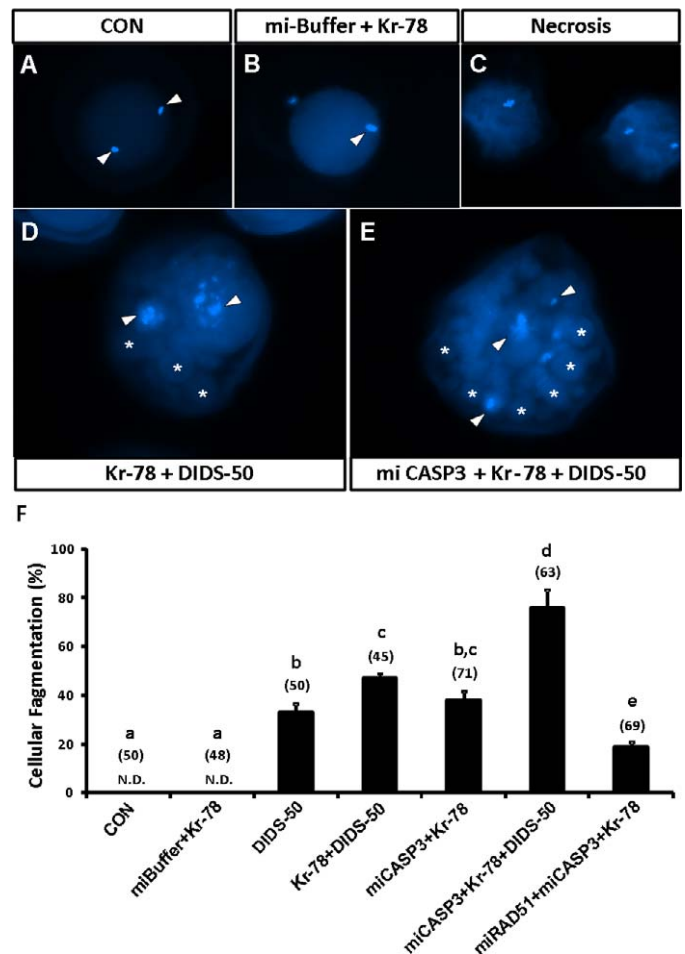 CON
mi-Buffer + Kr-78
Necrosis
A
B
C
D
E
*
*
*
*
*
*
*
*
*
Kr-78 + DIDS-50
mi CASP3 + Kr-78 + DIDS-50
F
Cellular Fagmentation (%)
100
80
60
40
20
0
a
(50)
N.D.
a
(48)
N.D.
b
(50)
c
(45)
b,c
(71)
d
(63)
e
(69)
CON
miBuffer+Kr-78
DIDS-50
Kr-78+DIDS-50
miCASP3+Kr-78
miCASP3+Kr-78+DIDS-50
miRAD51+miCASP3+Kr-78